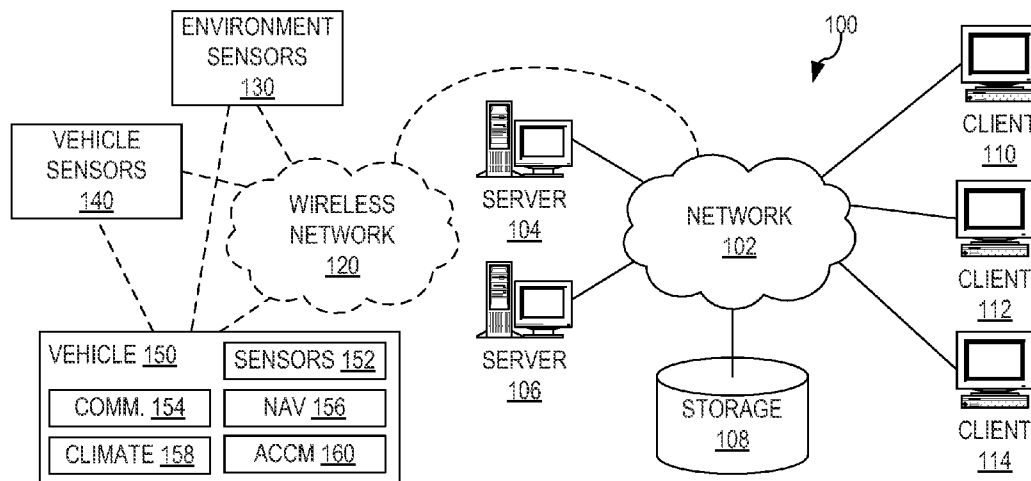 100
ENVIRONMENT
SENSORS
130
VEHICLE
SENSORS
140
WIRELESS
NETWORK
120
SERVER
104
SERVER
106
NETWORK
102
STORAGE
108
CLIENT
110
CLIENT
112
CLIENT
114
VEHICLE 150
SENSORS 152
COMM. 154
NAV 156
CLIMATE 158
ACCM 160